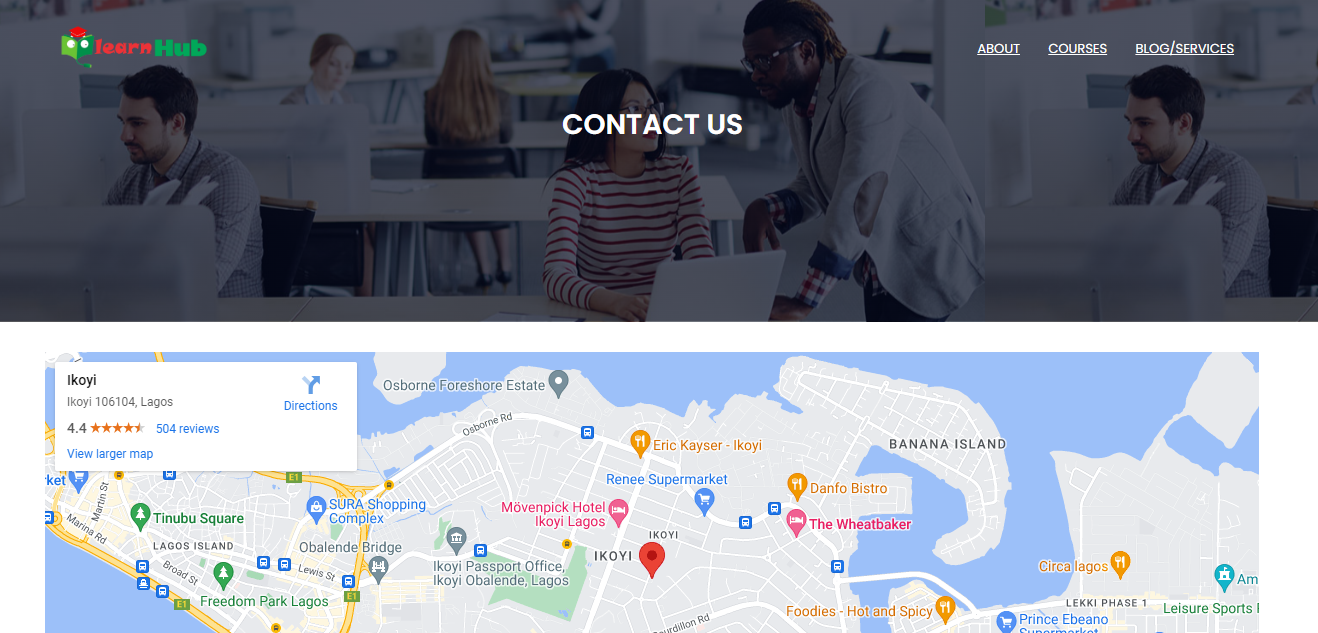 learnHub
ABOUT
COURSES
BLOG/SERVICES
CONTACT US
Ikoyi
Ikoyi 106104, Lagos
Directions
4.4
504 reviews
View larger map
Osborne Foreshore Estate
Osborne Rd
Eric Kayser - Ikoyi
BANANA ISLAND
ket
E1
Renee Supermarket
Danfo Bistro
Martin St
SURA Shopping
Complex
Mövenpick Hotel
Ikoyi Lagos
The Wheatbaker
Marina Rd
Tinubu Square
LAGOS ISLAND
Obalende Bridge
IKOYI
IKOYI
Broad St
Lewis St
Ikoyi Passport Office,
Ikoyi Obalende, Lagos
Circa lagos
Am
E1
E1
Freedom Park Lagos
Foodies - Hot and Spicy
LEKKI PHASE 1
Leisure Sports
Bourdillon Rd
Prince Ebeano
Supermarket